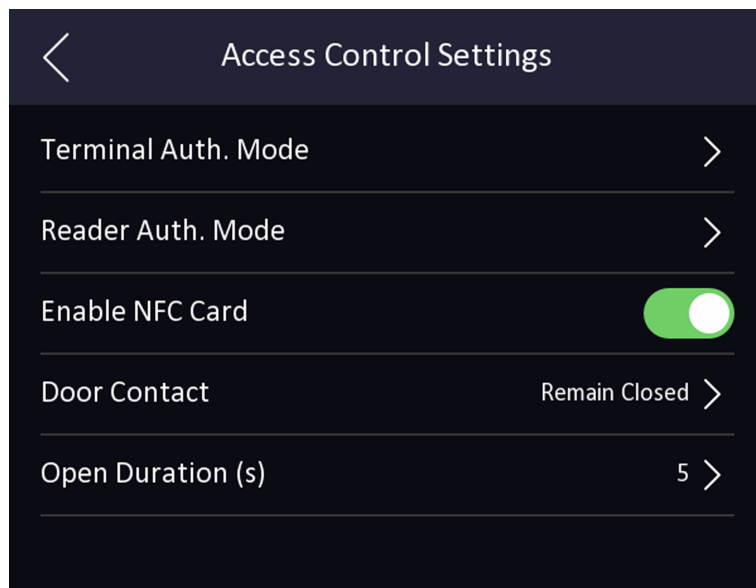 Access Control Settings
Terminal Auth. Mode
Reader Auth. Mode
Enable NFC Card
Door Contact Remain Closed
Open Duration (s) 5